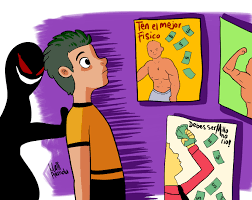 Ten el mejor
Físico
Debes ser Millo
nario!